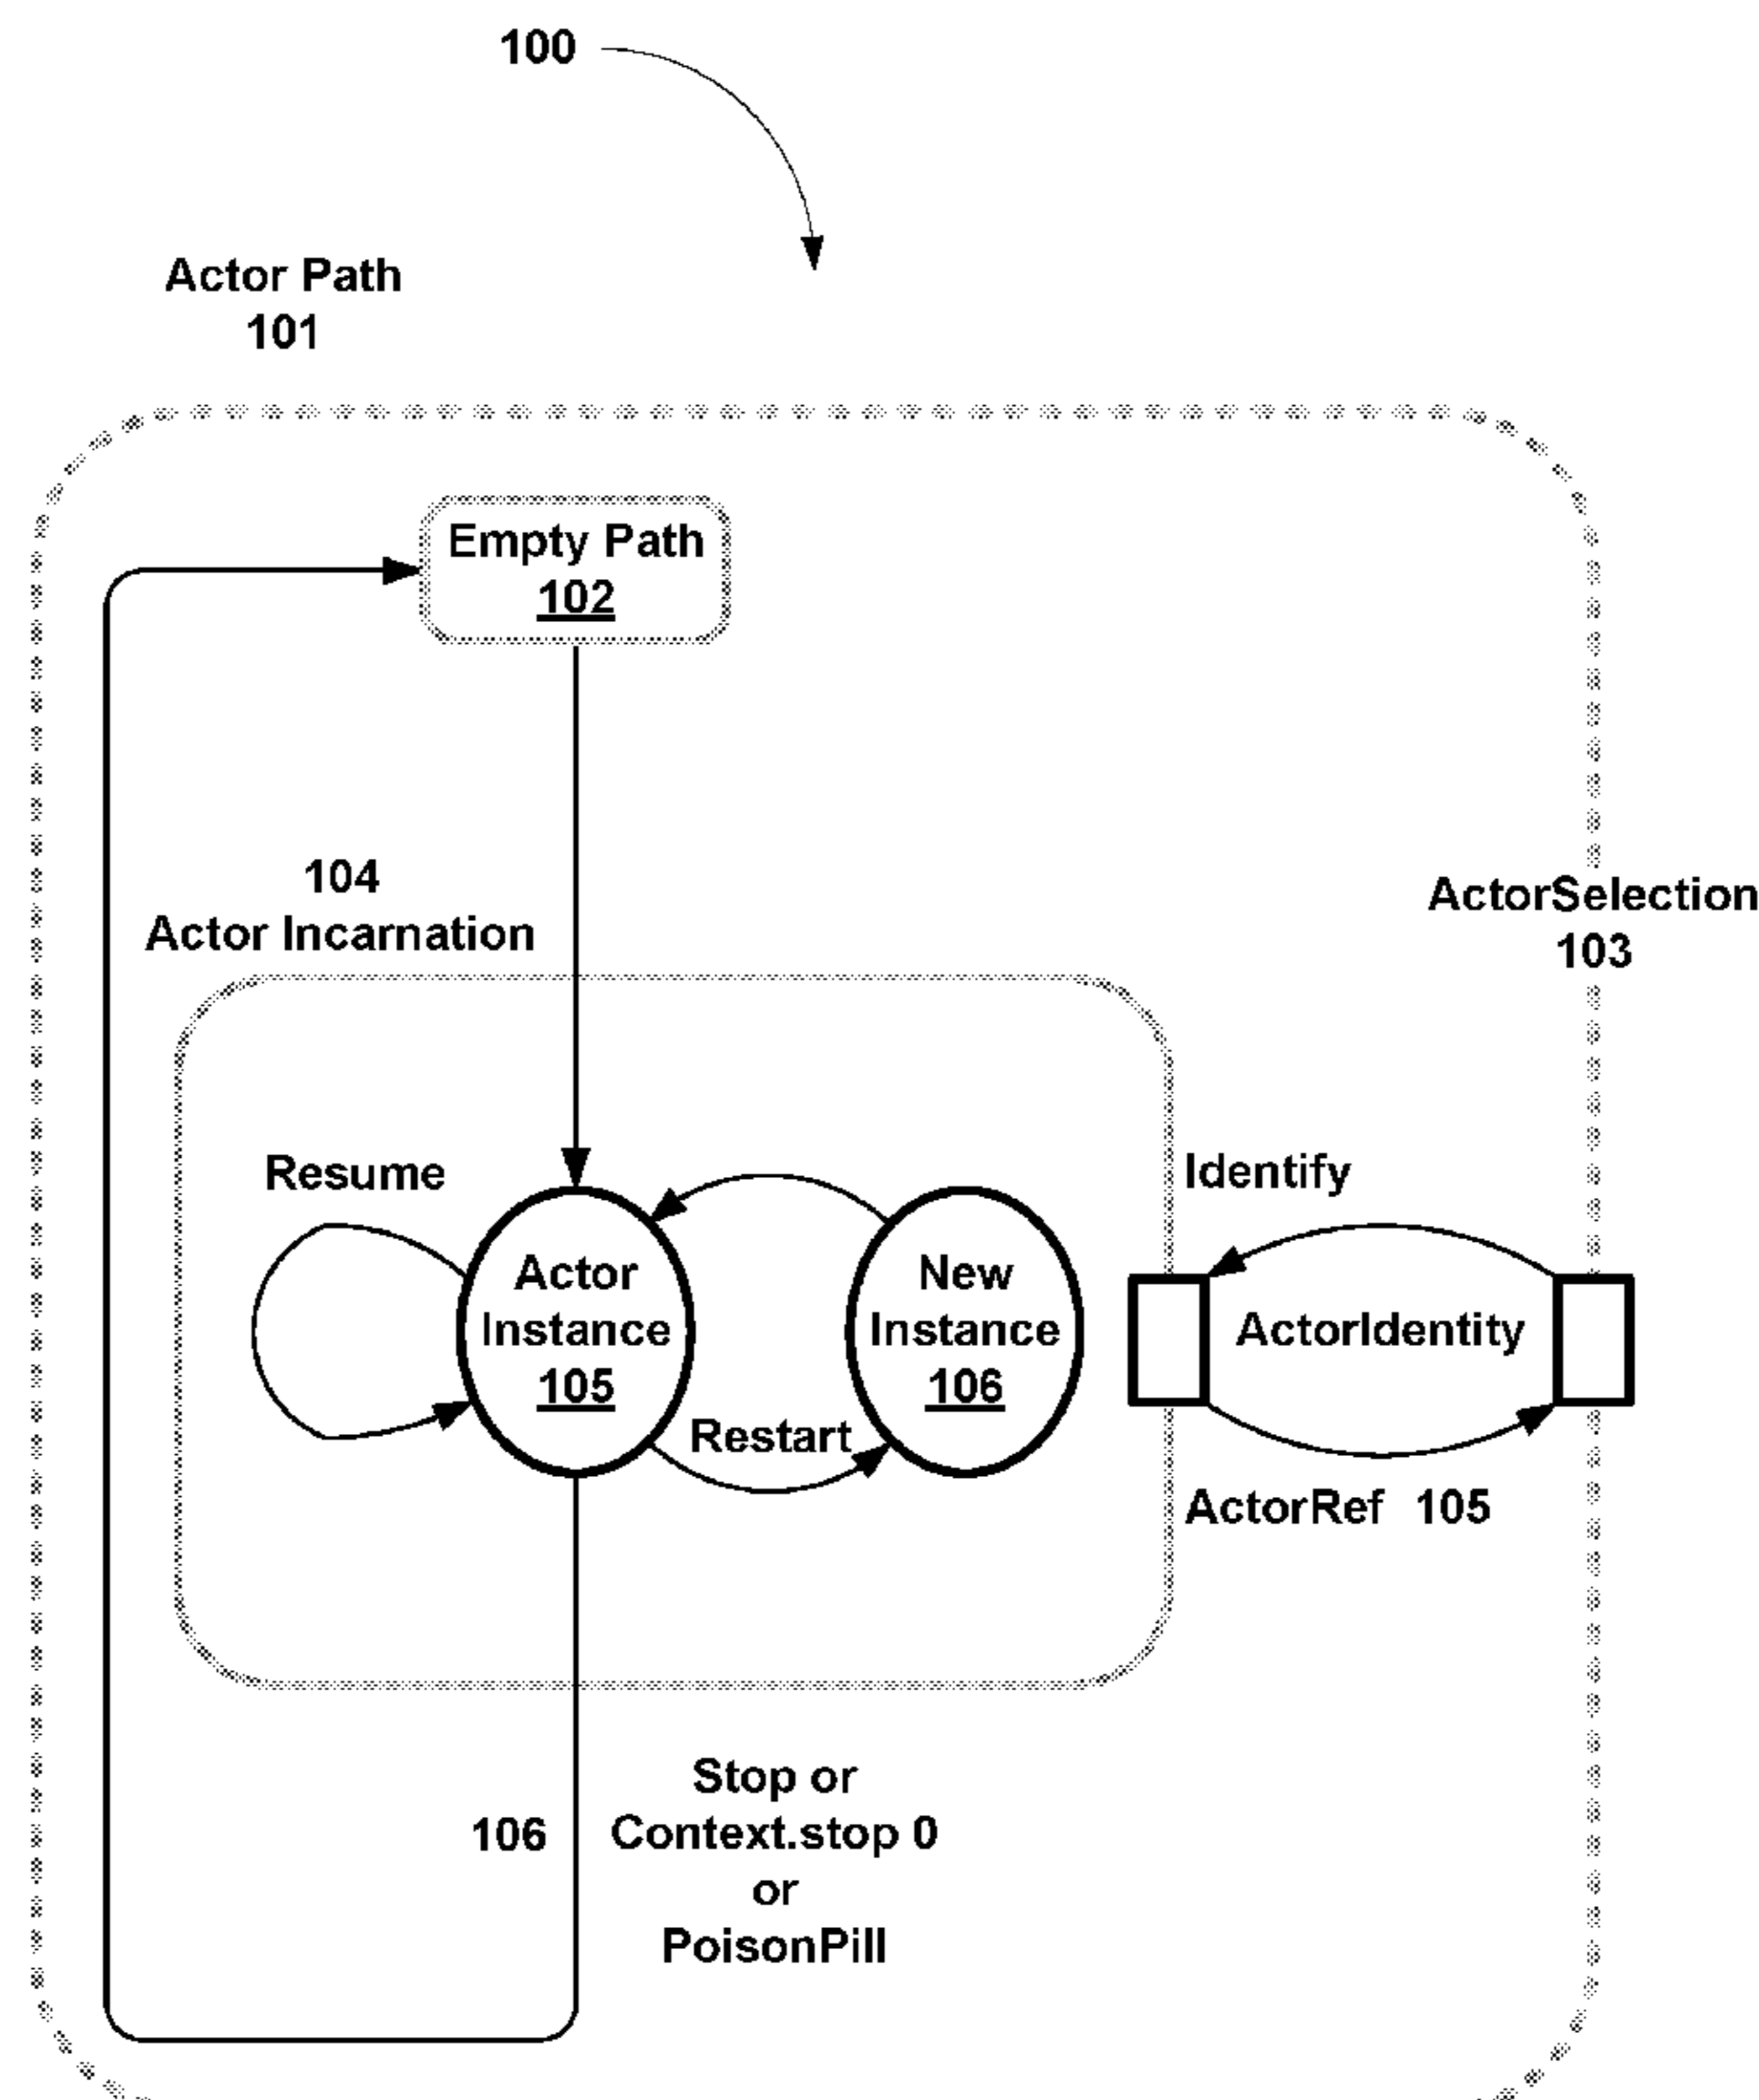 100
Actor Path
101
Empty Path
102
104
Actor Incarnation
ActorSelection
103
Resume
Identify
Actor
Instance
105
New
Instance
106
ActorIdentity
Restart
ActorRef 105
Stop or
106
Context.stop 0
or
PoisonPill